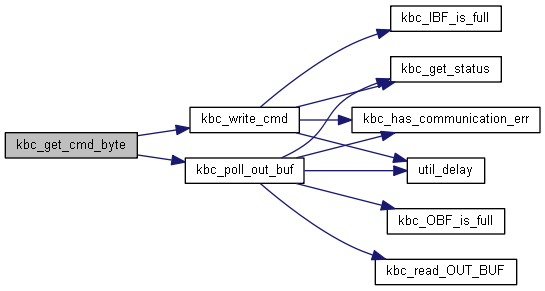 kbc_get_cmd_byte
kbc_write_cmd
kbc_poll_out_buf
kbc_IBF_is_full
kbc_get_status
kbc_has_communication_err
util_delay
kbc_OBF_is_full
kbc_read_OUT_BUF